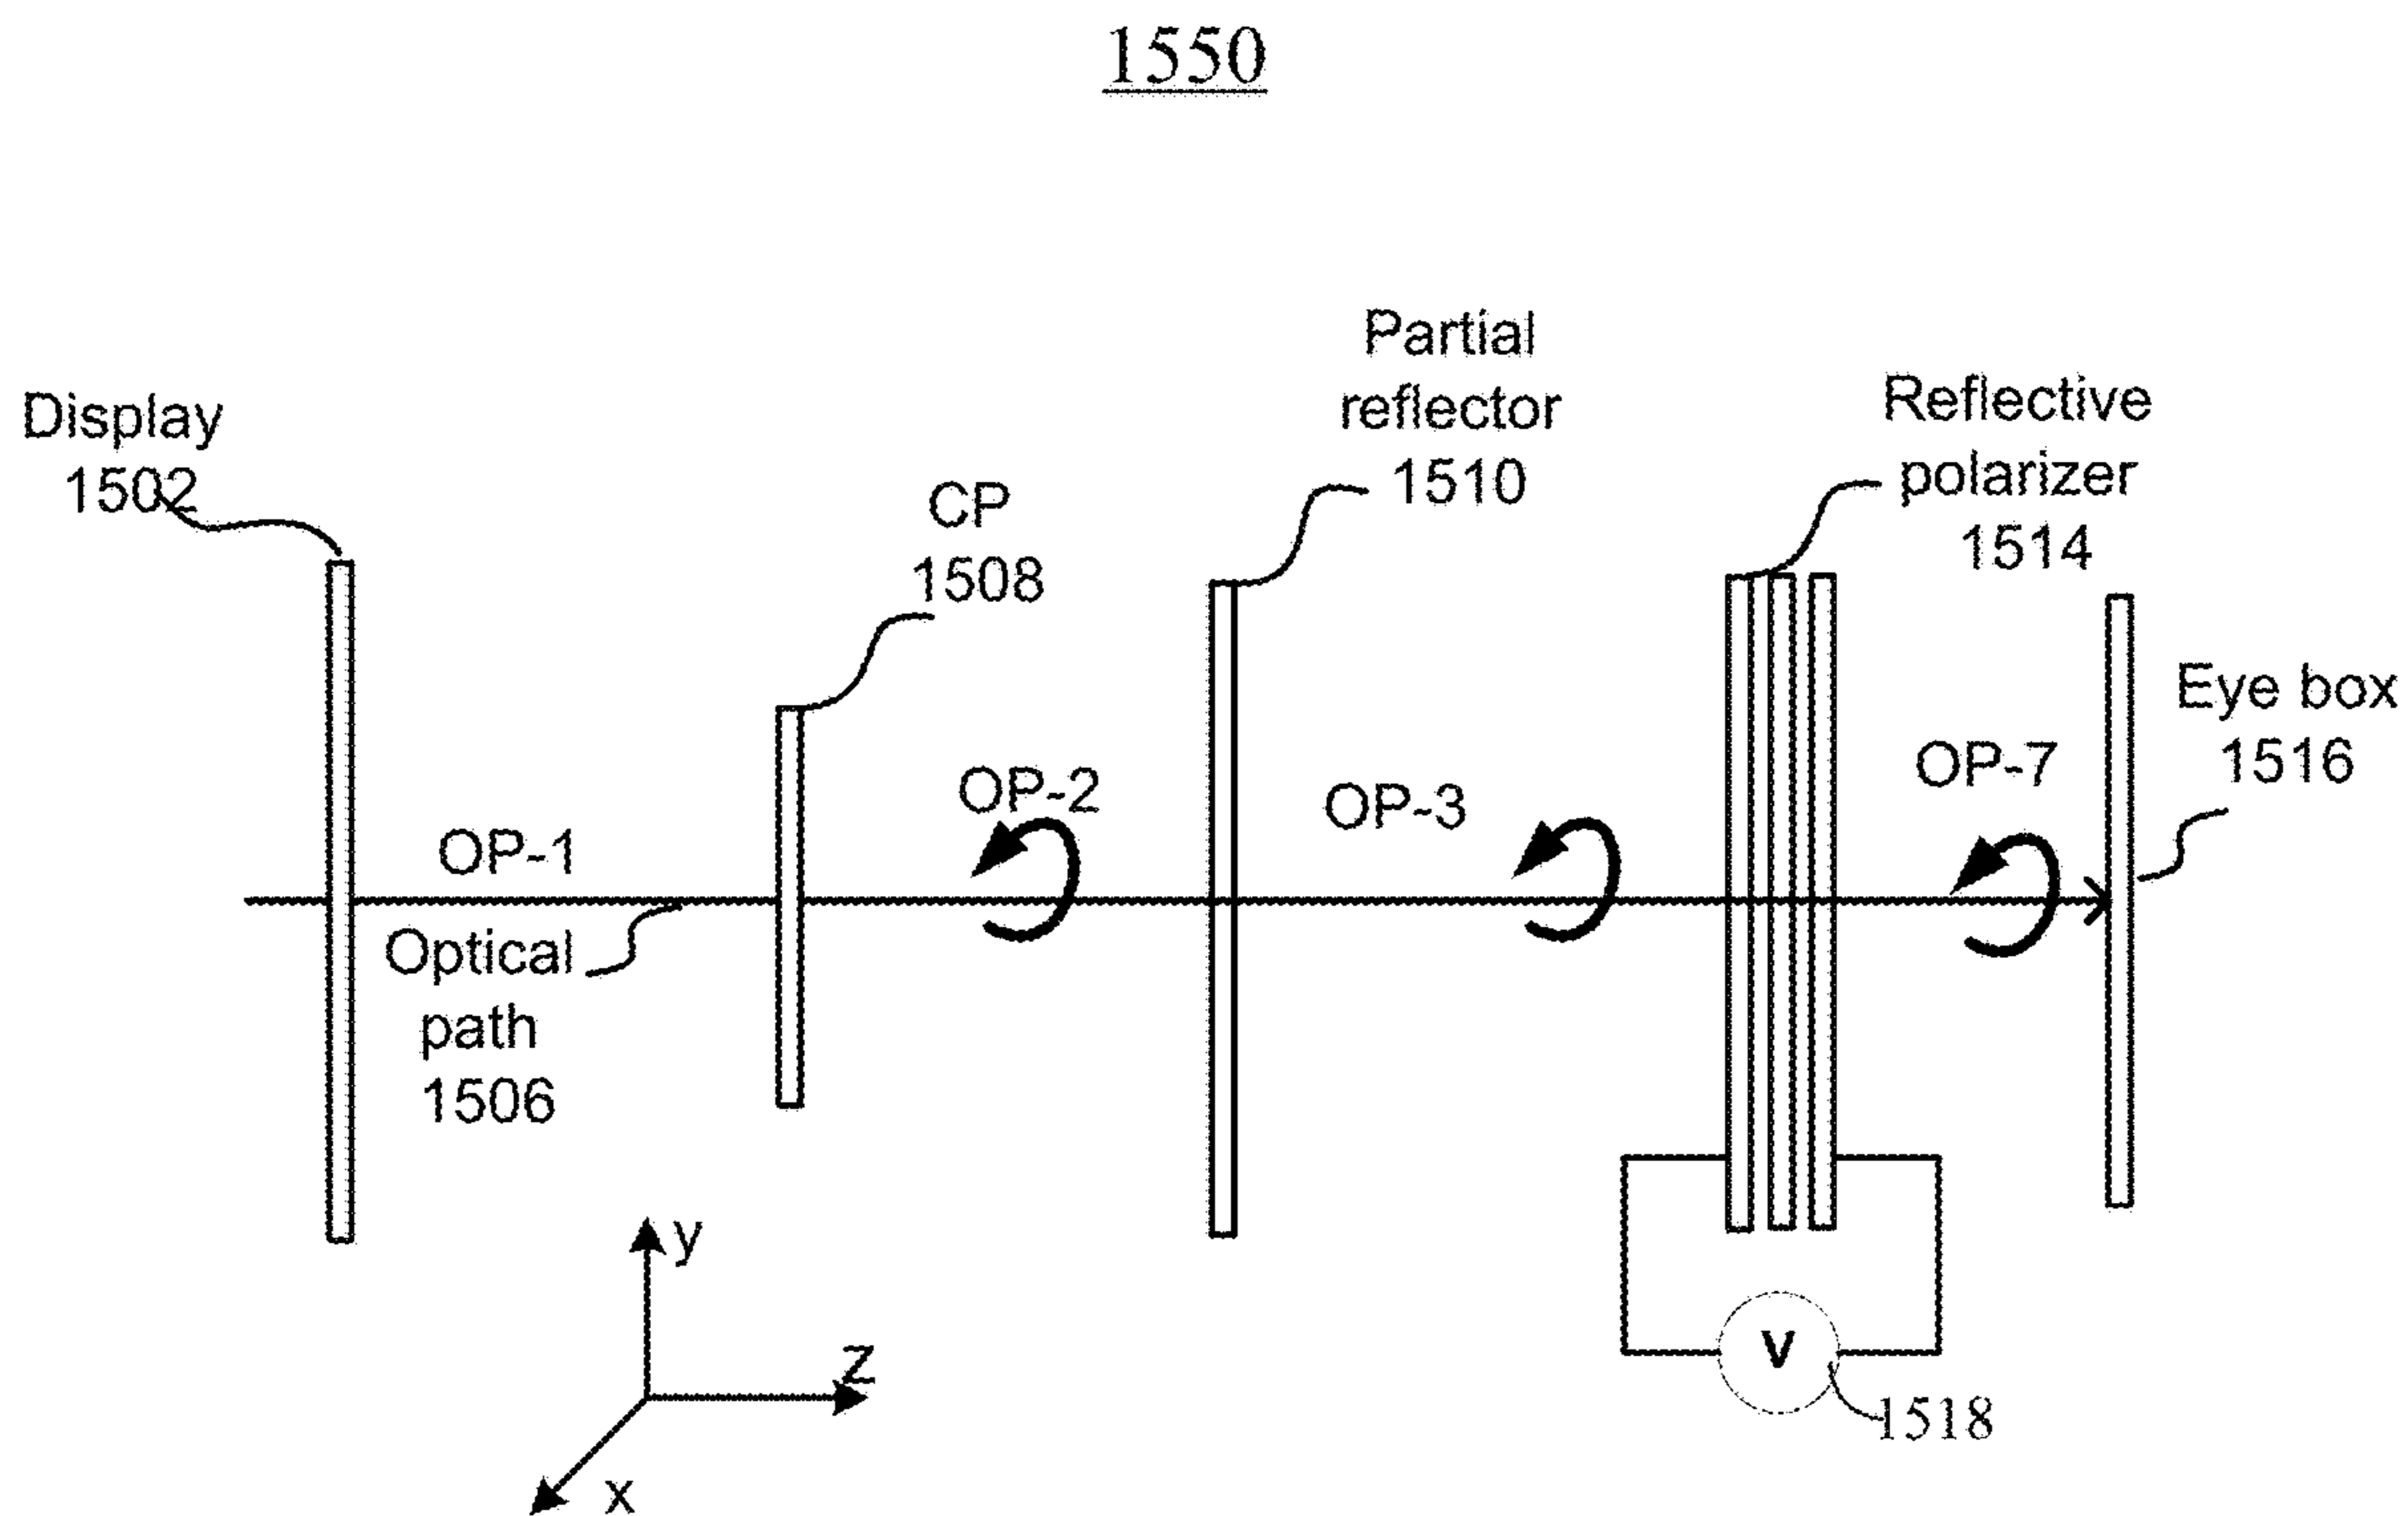 1550
Display
1502
CP
1508
Partial
reflector
1510
Reflective
polarizer
1514
Eye box
1516
OP-1
OP-2
OP-3
OP-7
Optical
path
1506
y
z
x
V
1518